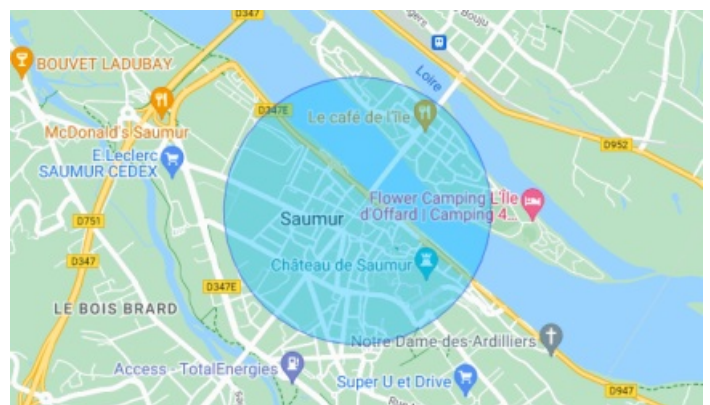 D347
Bouju
BOUVET LADUBAY
Loire
D347E
Le café de l'île
McDonald's Saumur
D952
E.Leclerc
SAUMUR CEDEX
Flower Camping L'Île
d'Offard | Camping 4...
D751
Saumur
D347
Château de Saumur
D347E
LE BOIS BRARD
Notre Dame-des-Ardilliers
Access - TotalEnergies
Super U et Drive
D947